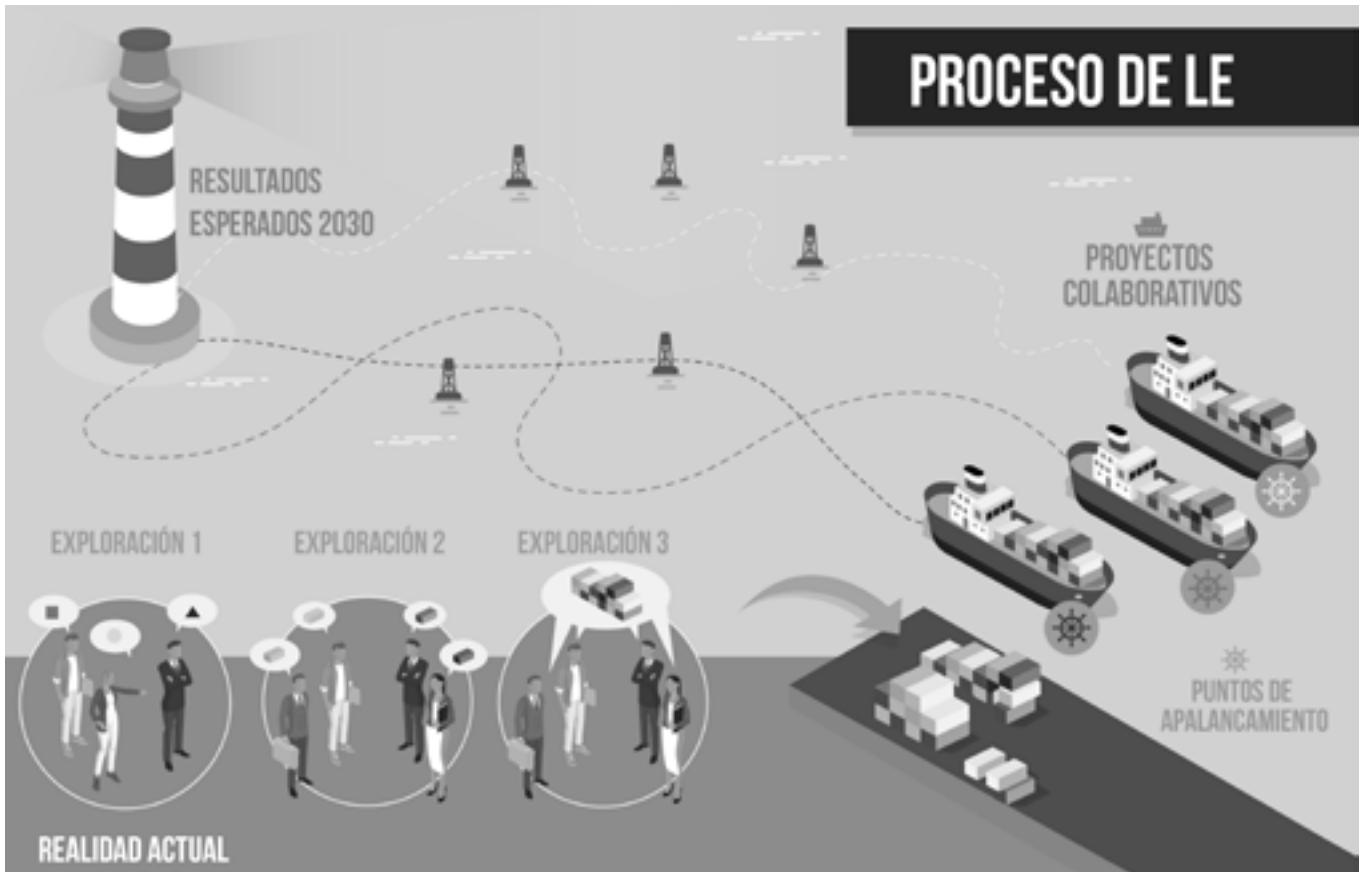 PROCESO DE LE
RESULTADOS
ESPERADOS 2030
PROYECTOS
COLABORATIVOS
EXPLORACIÓN 1
EXPLORACIÓN 2
EXPLORACIÓN 3
PUNTOS DE
APALANCAMIENTO
REALIDAD ACTUAL